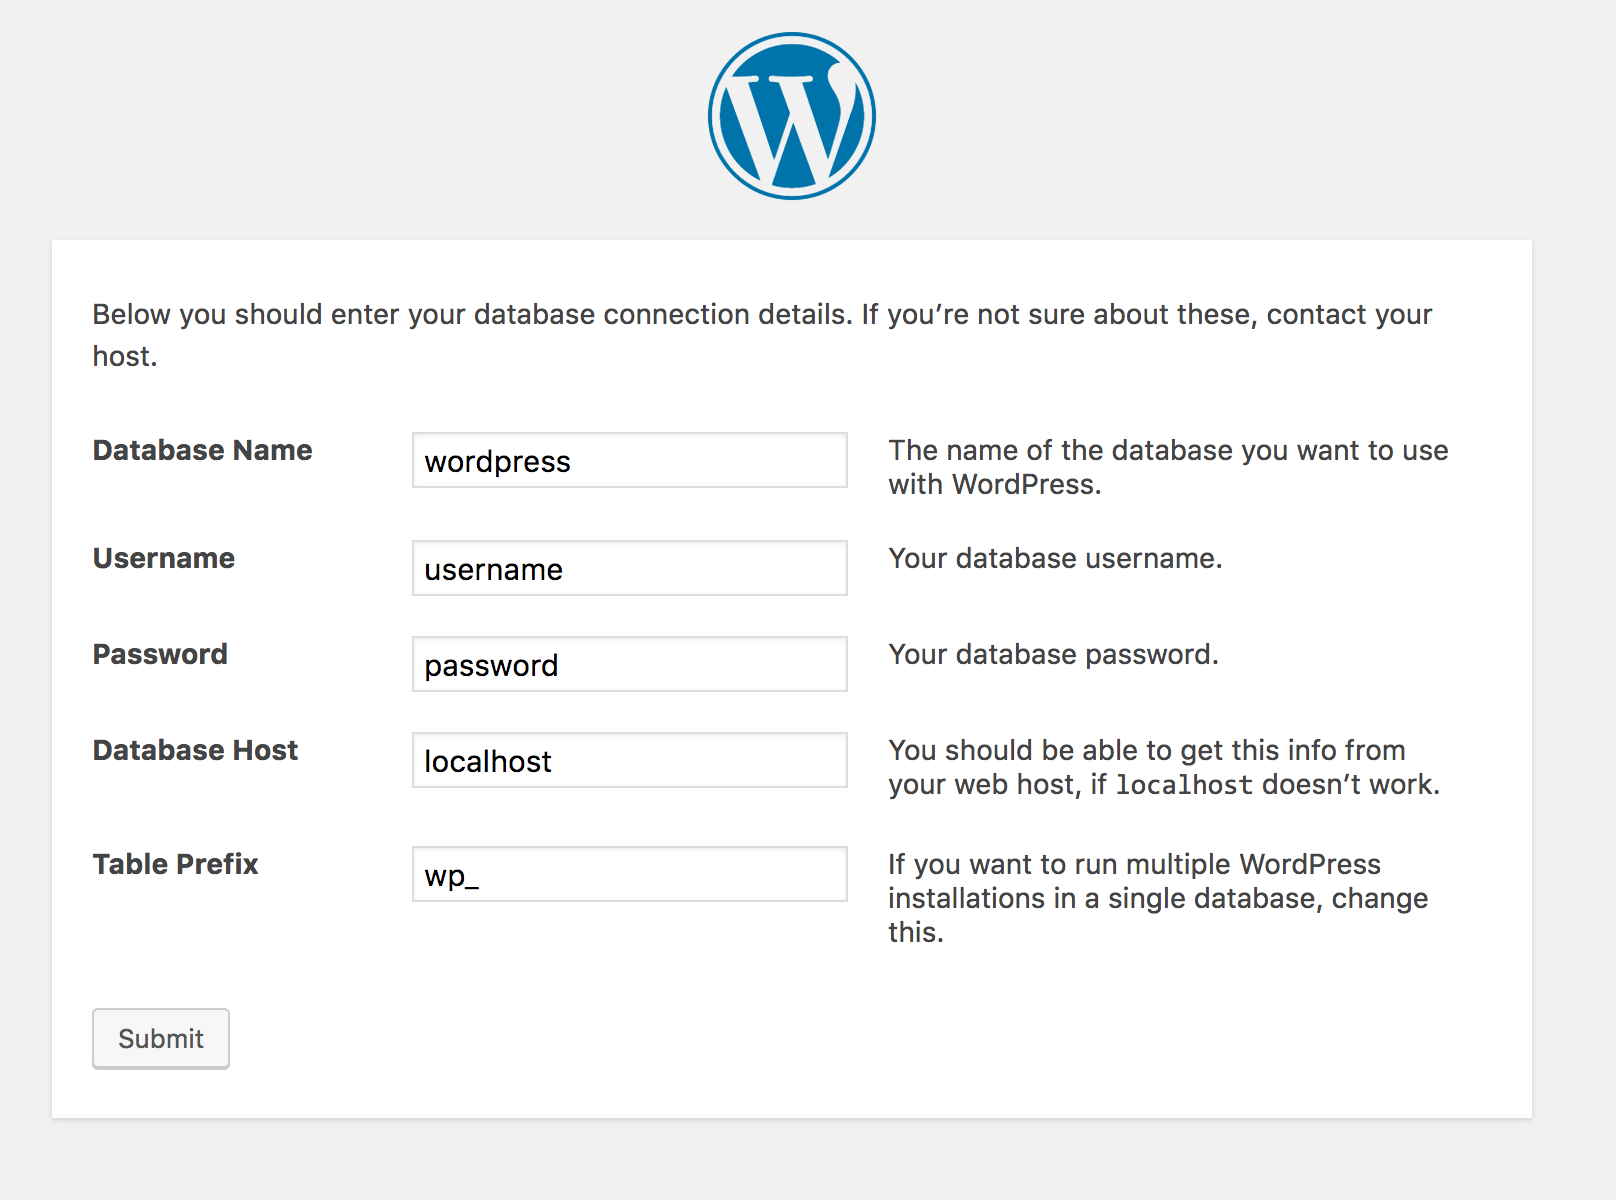 Below you should enter your database connection details. If you’re not sure about these, contact your
host.
Database Name
wordpress
The name of the database you want to use
with WordPress.
Username
username
Your database username.
Password
password
Your database password.
Database Host
localhost
You should be able to get this info from
your web host, if localhost doesn’t work.
Table Prefix
wp_
If you want to run multiple WordPress
installations in a single database, change
this.
Submit